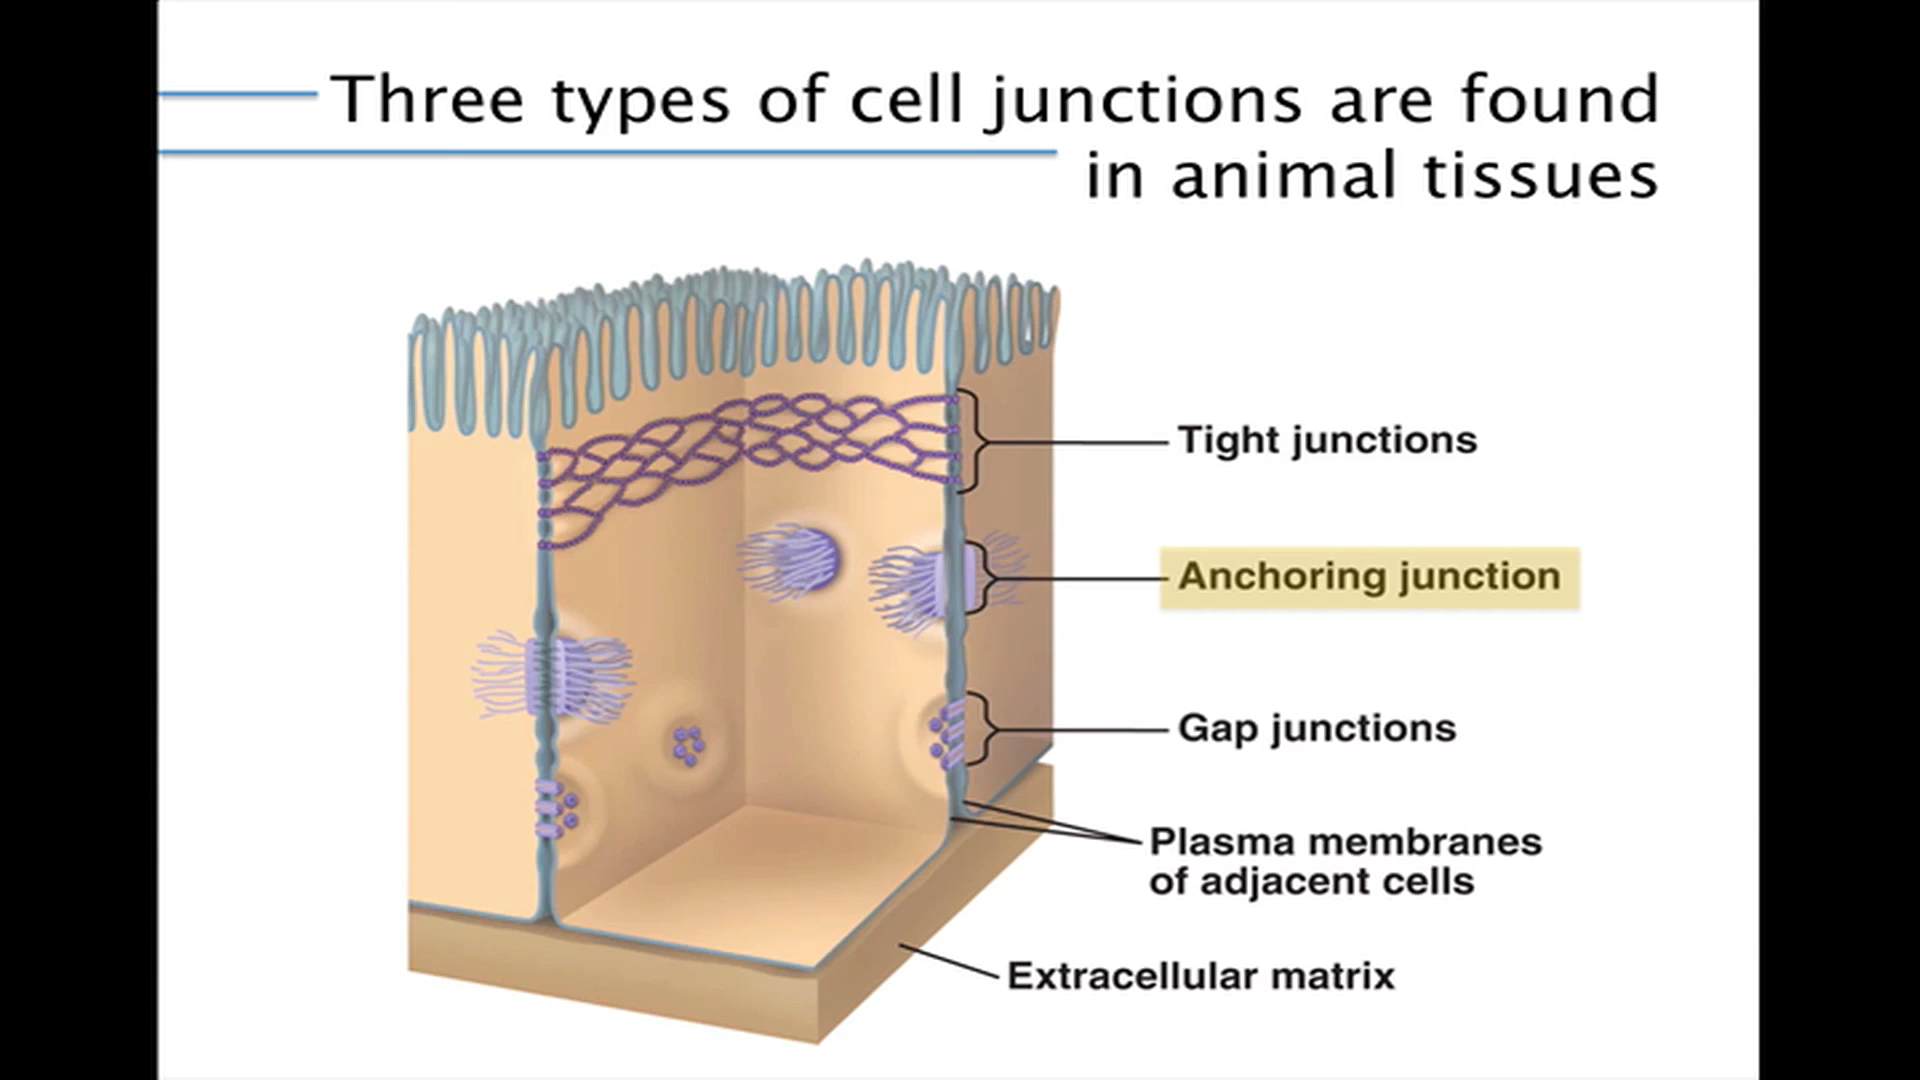 Three types of cell junctions are found
in animal tissues
Tight junctions
Anchoring junction
Gap junctions
Plasma membranes
of adjacent cells
Extracellular matrix